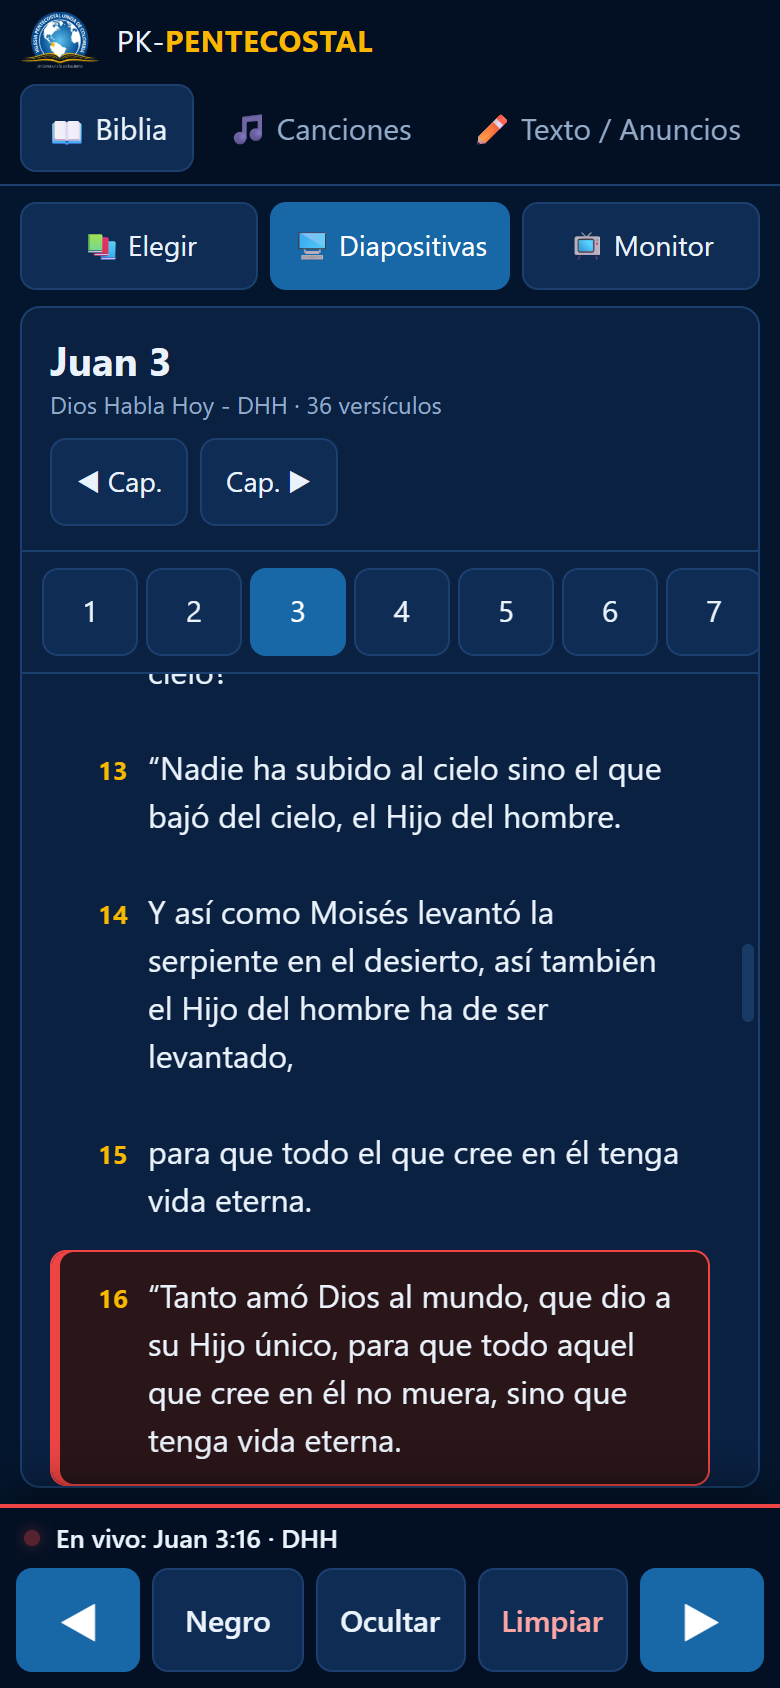 PK-PENTECOSTAL
Biblia
Canciones
Texto / Anuncios
Elegir
Diapositivas
Monitor
Juan 3
Dios Habla Hoy - DHH · 36 versículos
◀ Cap.
Cap. ▶
1 2 3 4 5 6 7
13 “Nadie ha subido al cielo sino el que
bajó del cielo, el Hijo del hombre.
14 Y así como Moisés levantó la
serpiente en el desierto, así también
el Hijo del hombre ha de ser
levantado,
15 para que todo el que cree en él tenga
vida eterna.
16 “Tanto amó Dios al mundo, que dio a
su Hijo único, para que todo aquel
que cree en él no muera, sino que
tenga vida eterna.
En vivo: Juan 3:16 · DHH
◀ Negro Ocultar Limpiar ▶